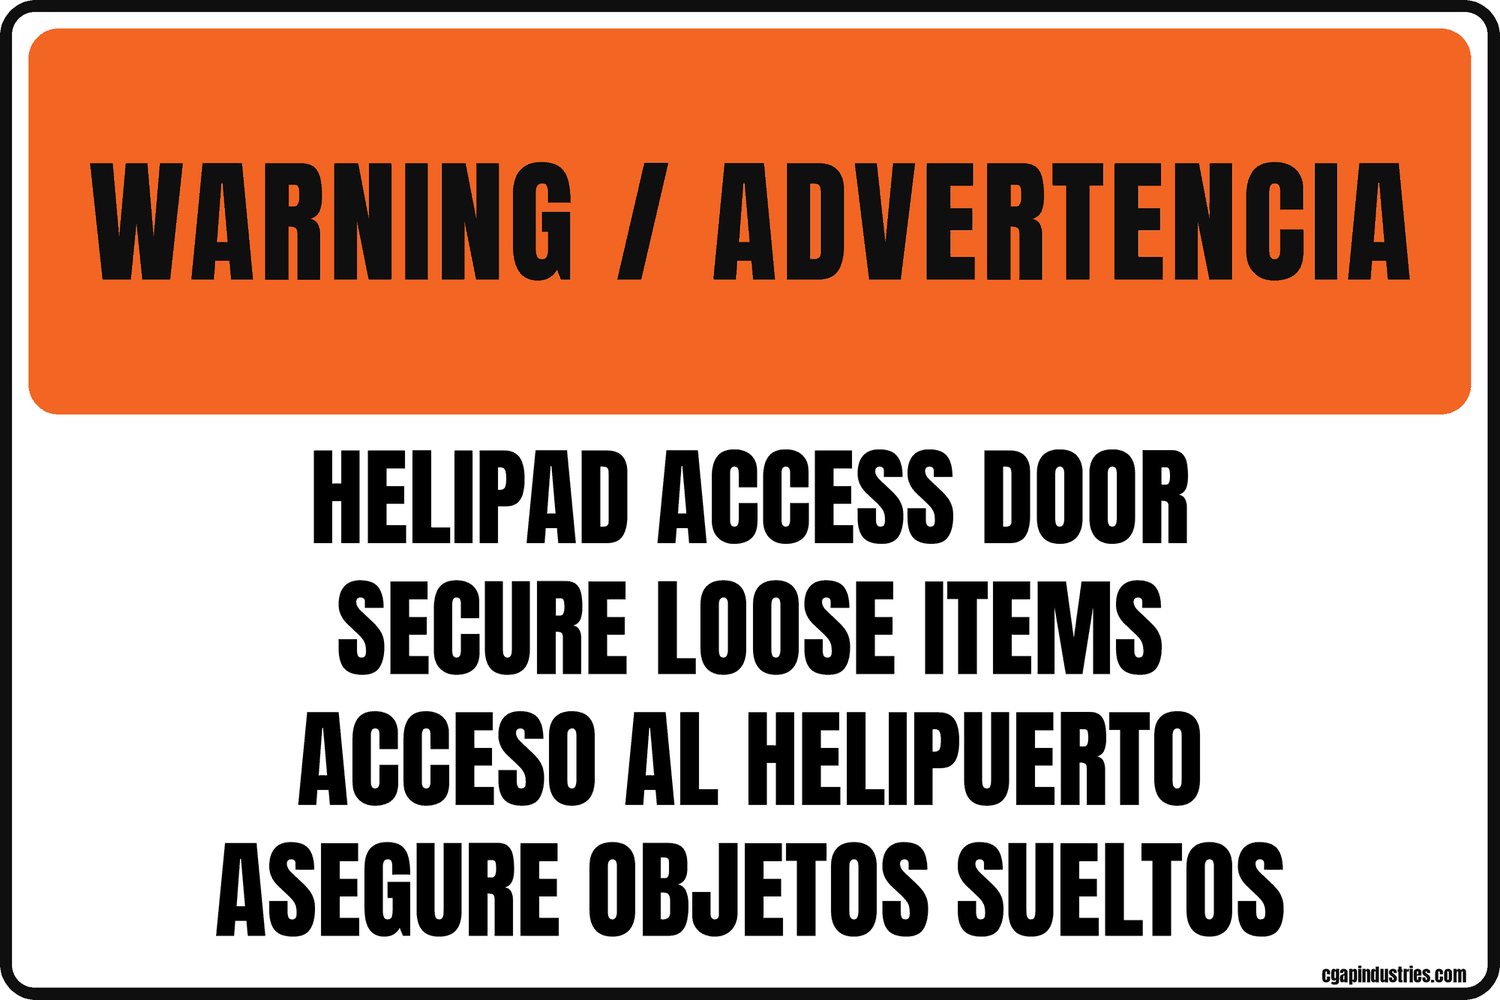 WARNING / ADVERTENCIA
HELIPAD ACCESS DOOR
SECURE LOOSE ITEMS
ACCESO AL HELIPUERTO
ASEGURE OBJETOS SUELTOS
cgapindustries.com